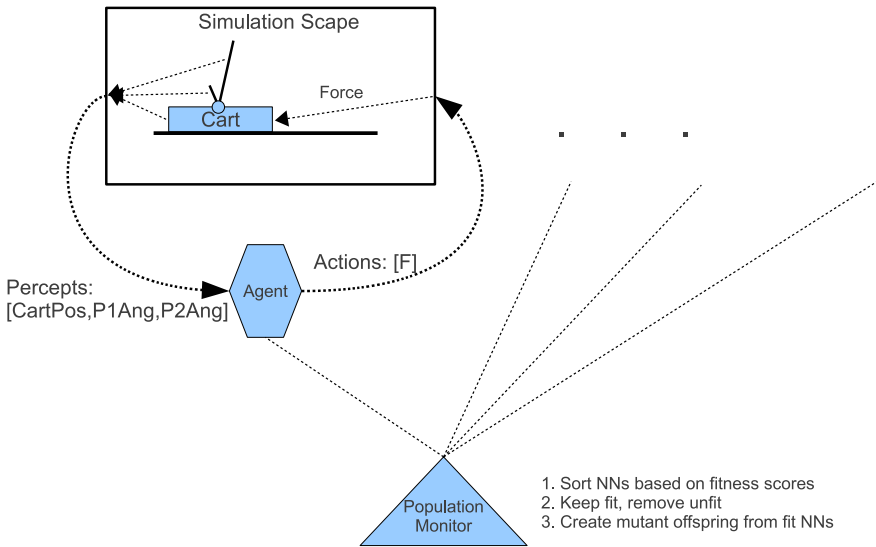 Simulation Scape
Force
Cart
Actions: [F]
Agent
Percepts:
[CartPos,P1Ang,P2Ang]
Population
Monitor
1. Sort NNs based on fitness scores
2. Keep fit, remove unfit
3. Create mutant offspring from fit NNs